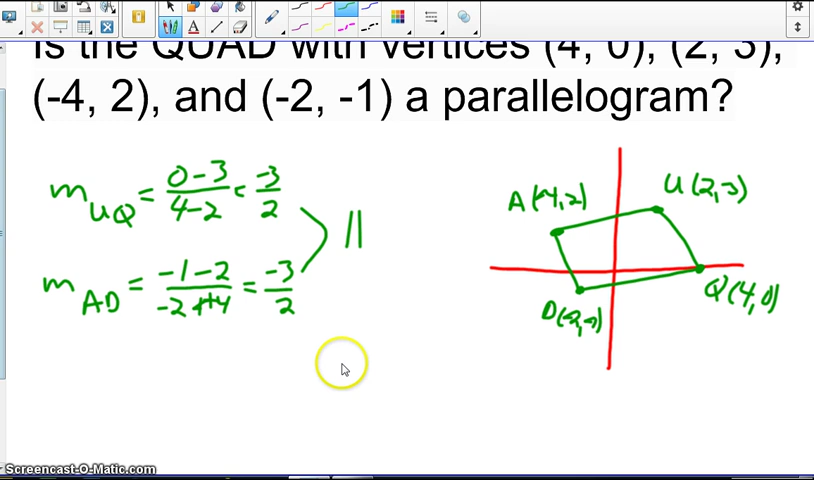 Is the QUAD with vertices (4, 0), (2, 3),
(-4, 2), and (-2, -1) a parallelogram?
m UQ = 0-3/4-2 = -3/2
||
m AD = -1-2/-2++4 = -3/2
A(-4,2)
U(2,3)
D(-2,-1)
Q(4,0)
A
Screencast-O-Matic.com